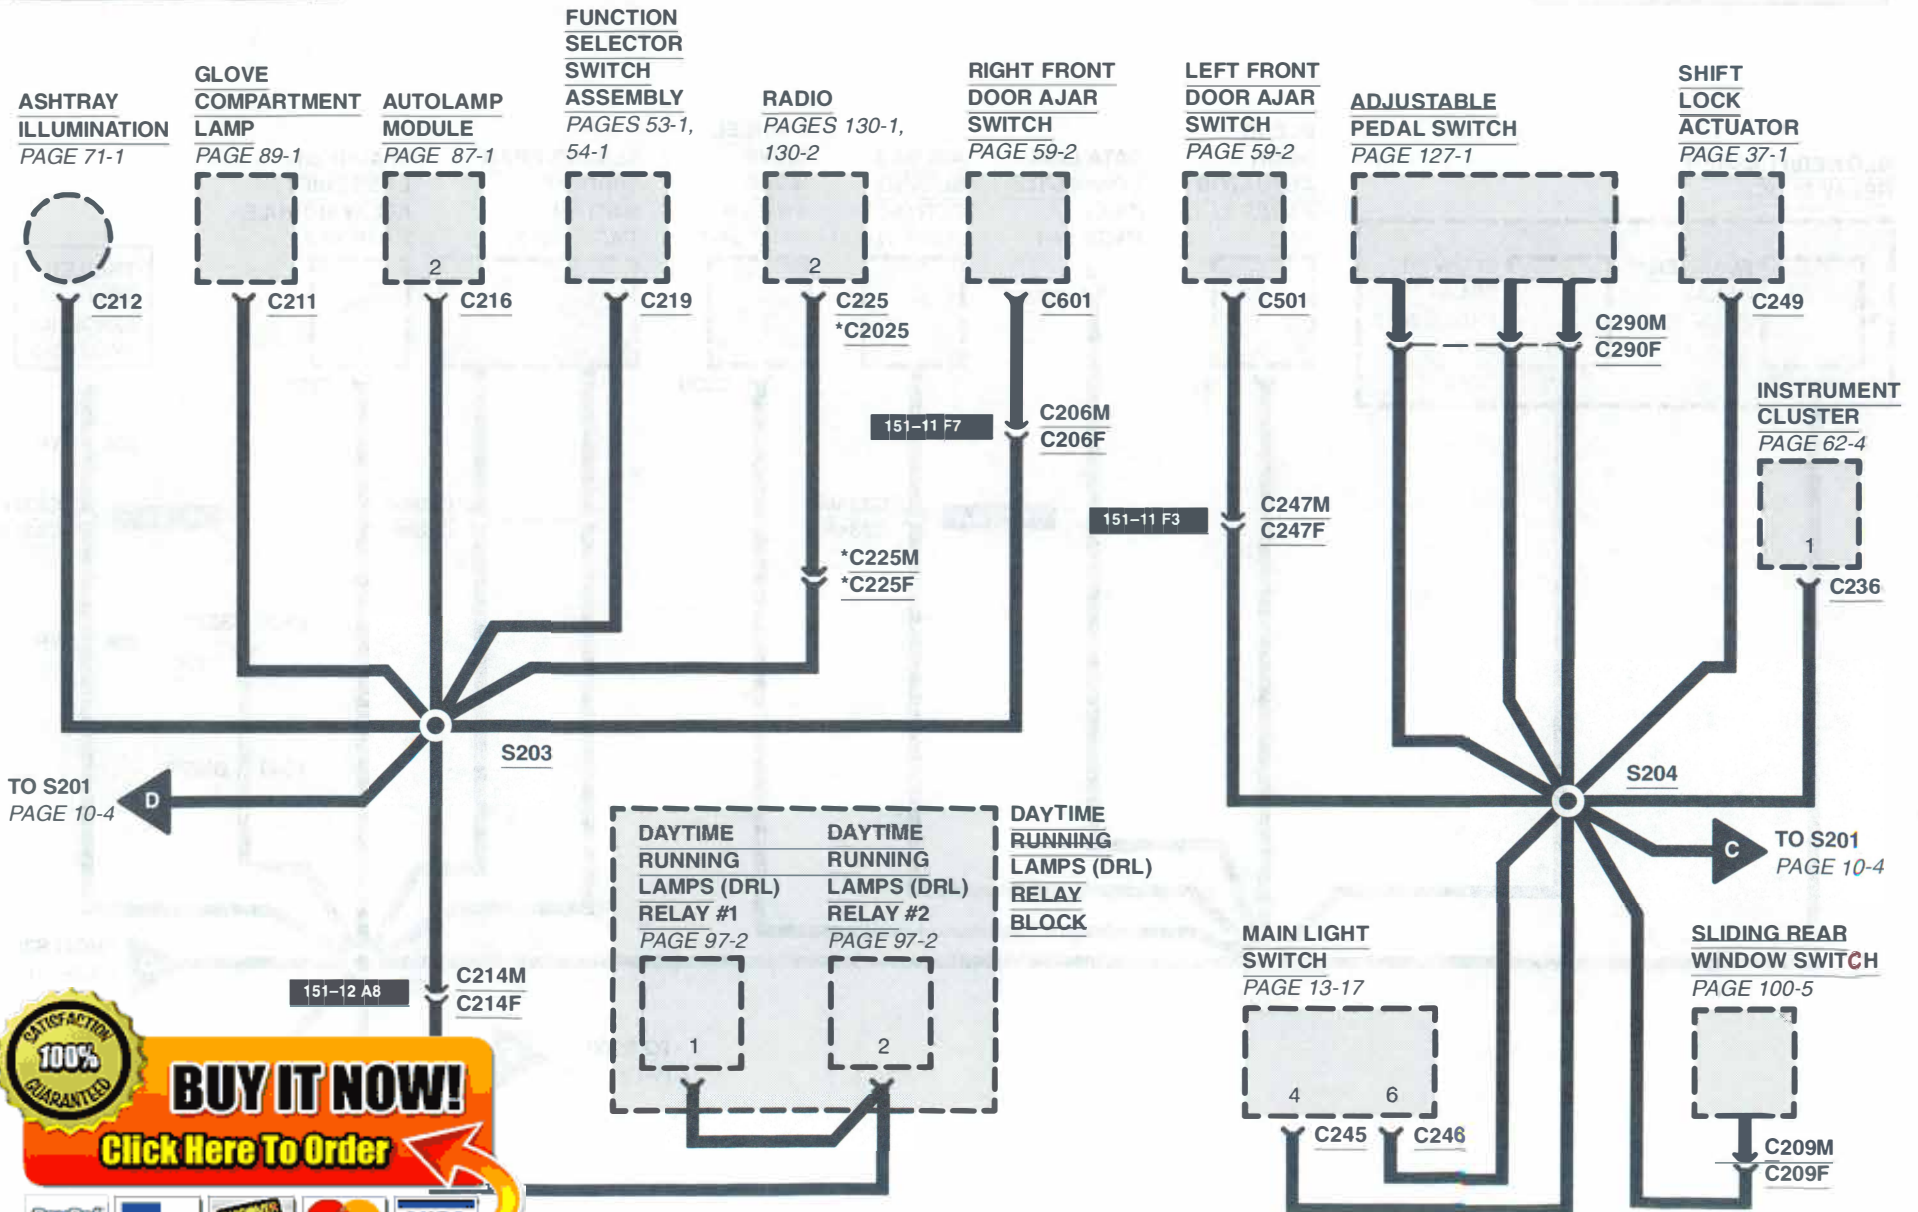 ASHTRAY
ILLUMINATION
PAGE 71-1
C212
GLOVE
COMPARTMENT
LAMP
PAGE 89-1
C211
AUTOLAMP
MODULE
PAGE 87-1
2
C216
FUNCTION
SELECTOR
SWITCH
ASSEMBLY
PAGES 53-1,
54-1
C219
RADIO
PAGES 130-1,
130-2
2
C225
*C2025
RIGHT FRONT
DOOR AJAR
SWITCH
PAGE 59-2
C601
LEFT FRONT
DOOR AJAR
SWITCH
PAGE 59-2
C501
ADJUSTABLE
PEDAL SWITCH
PAGE 127-1
C290M
C290F
SHIFT
LOCK
ACTUATOR
PAGE 37-1
C249
INSTRUMENT
CLUSTER
PAGE 62-4
1
C236
151-11 F7
C206M
C206F
151-11 F3
C247M
C247F
*C225M
*C225F
S203
TO S201
PAGE 10-4
D
S204
C
TO S201
PAGE 10-4
DAYTIME
RUNNING
LAMPS (DRL)
RELAY #1
PAGE 97-2
1
DAYTIME
RUNNING
LAMPS (DRL)
RELAY #2
PAGE 97-2
2
DAYTIME
RUNNING
LAMPS (DRL)
RELAY
BLOCK
151-12 A8
C214M
C214F
MAIN LIGHT
SWITCH
PAGE 13-17
4 6
C245
C246
SLIDING REAR
WINDOW SWITCH
PAGE 100-5
C209M
C209F
SATISFACTION
100%
GUARANTEED
BUY IT NOW!
Click Here To Order